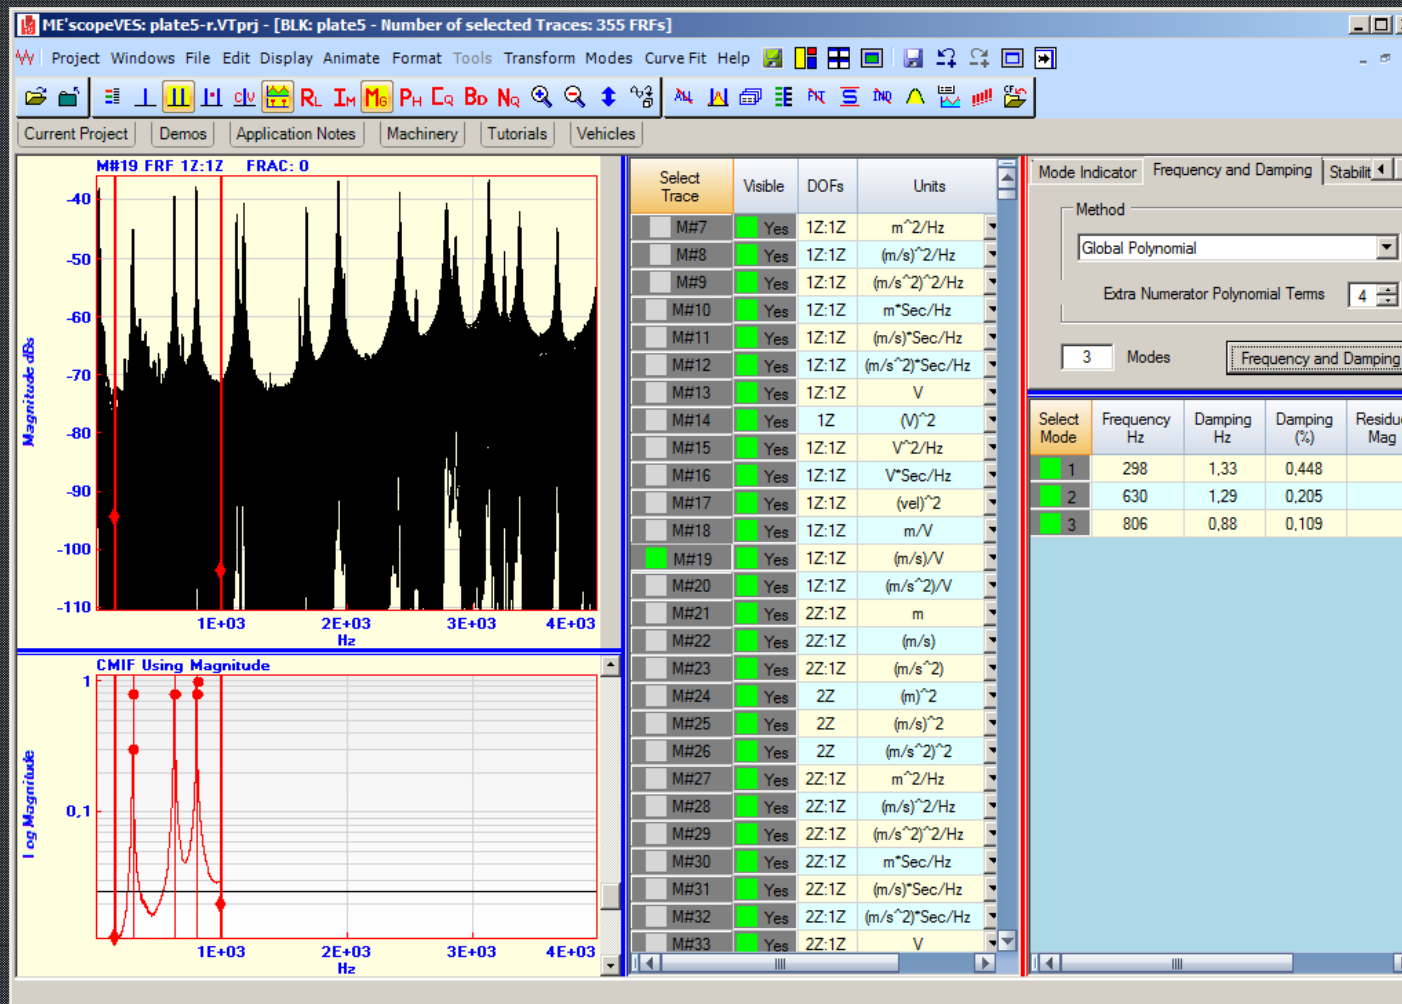 ME'scopeVES: plate5-r.VTprj - [BLK: plate5 - Number of selected Traces: 355 FRFs]
Project Windows File Edit Display Animate Format Tools Transform Modes Curve Fit Help
RL IM MG PH CQ BD NQ
Current Project Demos Application Notes Machinery Tutorials Vehicles
M#19 FRF 1Z:1Z FRAC: 0
-40
-50
-60
-70
-80
-90
-100
-110
Magnitude dBs
1E+03 2E+03 3E+03 4E+03
Hz
CMIF Using Magnitude
1
0,1
Log Magnitude
1E+03 2E+03 3E+03 4E+03
Hz
Select Trace Visible DOFs Units
M#7 Yes 1Z:1Z m^2/Hz
M#8 Yes 1Z:1Z (m/s)^2/Hz
M#9 Yes 1Z:1Z (m/s^2)^2/Hz
M#10 Yes 1Z:1Z m*Sec/Hz
M#11 Yes 1Z:1Z (m/s)*Sec/Hz
M#12 Yes 1Z:1Z (m/s^2)*Sec/Hz
M#13 Yes 1Z:1Z V
M#14 Yes 1Z (V)^2
M#15 Yes 1Z:1Z V^2/Hz
M#16 Yes 1Z:1Z V*Sec/Hz
M#17 Yes 1Z:1Z (vel)^2
M#18 Yes 1Z:1Z m/V
M#19 Yes 1Z:1Z (m/s)/V
M#20 Yes 1Z:1Z (m/s^2)/V
M#21 Yes 2Z:1Z m
M#22 Yes 2Z:1Z (m/s)
M#23 Yes 2Z:1Z (m/s^2)
M#24 Yes 2Z (m)^2
M#25 Yes 2Z (m/s)^2
M#26 Yes 2Z (m/s^2)^2
M#27 Yes 2Z:1Z m^2/Hz
M#28 Yes 2Z:1Z (m/s)^2/Hz
M#29 Yes 2Z:1Z (m/s^2)^2/Hz
M#30 Yes 2Z:1Z m*Sec/Hz
M#31 Yes 2Z:1Z (m/s)*Sec/Hz
M#32 Yes 2Z:1Z (m/s^2)*Sec/Hz
M#33 Yes 2Z:1Z V
Mode Indicator Frequency and Damping Stabilit
Method
Global Polynomial
Extra Numerator Polynomial Terms 4
3 Modes Frequency and Damping
Select Mode Frequency Hz Damping Hz Damping (%) Residu Mag
1 298 1,33 0,448
2 630 1,29 0,205
3 806 0,88 0,109